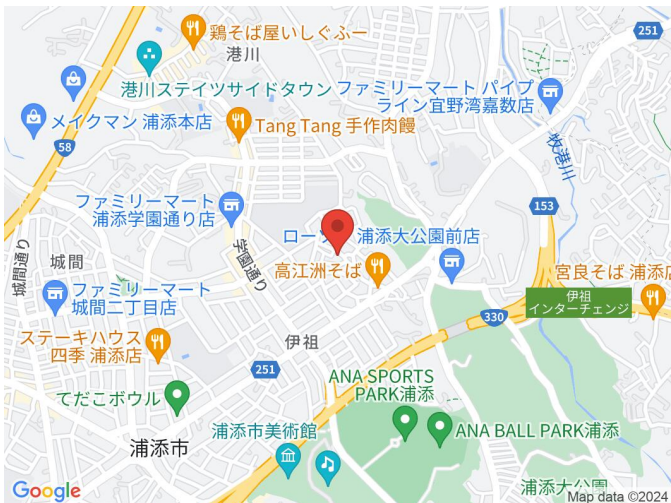 251
鶏そば屋いしぐふー
港川
港川ステイツサイドタウン
ファミリーマート パイプ
ライン宜野湾嘉数店
メイクマン 浦添本店
Tang Tang 手作肉饅
58
牧港川
153
ファミリーマート
浦添学園通り店
城間通り
城間
学園通り
浦添大公園前店
高江洲そば
宮良そば 浦添店
ファミリーマート
城間二丁目店
伊祖
インターチェンジ
330
ステーキハウス
四季 浦添店
伊祖
251
てだこボウル
ANA SPORTS
PARK浦添
浦添市美術館
ANA BALL PARK浦添
浦添市
浦添大公園
Google
Map data ©2024